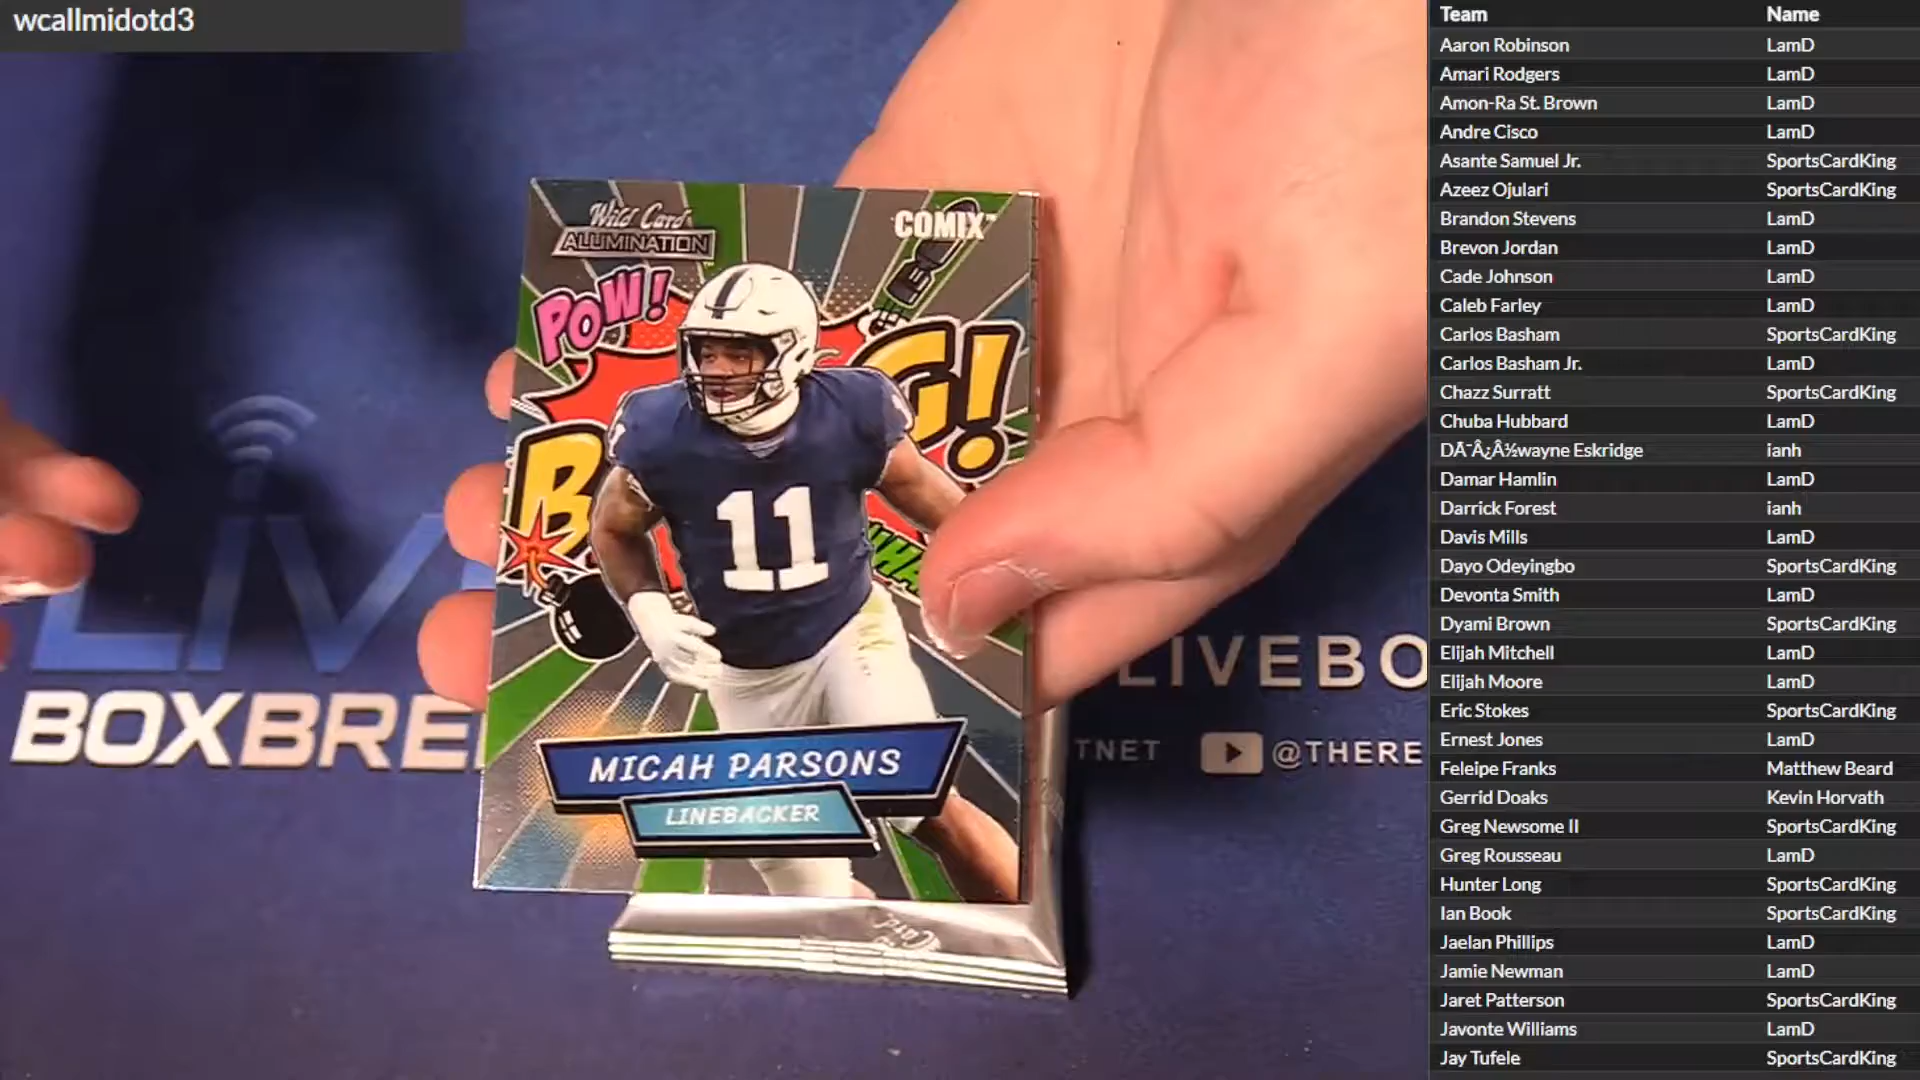 wcallmidotd3
Wild Card
ALUMINATION
COMIX
POW!
11
MICAH PARSONS
LINEBACKER
Card
LIVEBO
BOXBRE
TNET
@THERE
Team Name
Aaron Robinson LamD
Amari Rodgers LamD
Amon-Ra St. Brown LamD
Andre Cisco LamD
Asante Samuel Jr. SportsCardKing
Azeez Ojulari SportsCardKing
Brandon Stevens LamD
Brevon Jordan LamD
Cade Johnson LamD
Caleb Farley LamD
Carlos Basham SportsCardKing
Carlos Basham Jr. LamD
Chazz Surratt SportsCardKing
Chuba Hubbard LamD
DÃ¯Â¿Â½wayne Eskridge ianh
Damar Hamlin LamD
Darrick Forest ianh
Davis Mills LamD
Dayo Odeyingbo SportsCardKing
Devonta Smith LamD
Dyami Brown SportsCardKing
Elijah Mitchell LamD
Elijah Moore LamD
Eric Stokes SportsCardKing
Ernest Jones LamD
Feleipe Franks Matthew Beard
Gerrid Doaks Kevin Horvath
Greg Newsome II SportsCardKing
Greg Rousseau LamD
Hunter Long SportsCardKing
Ian Book SportsCardKing
Jaelan Phillips LamD
Jamie Newman LamD
Jaret Patterson SportsCardKing
Javonte Williams LamD
Jay Tufele SportsCardKing